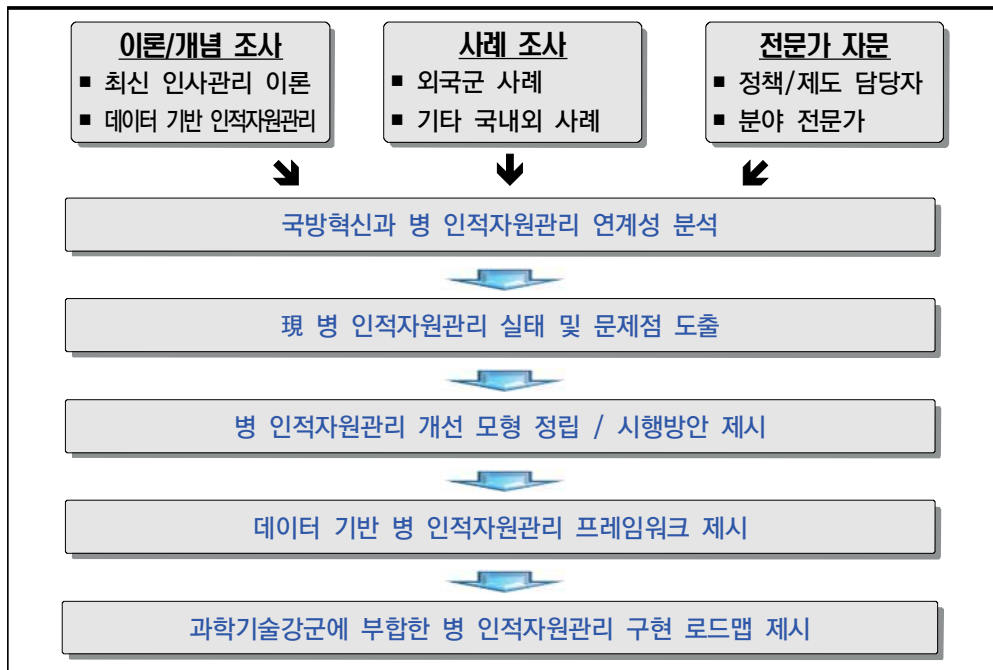 이론/개념 조사
▪ 최신 인사관리 이론
▪ 데이터 기반 인적자원관리
사례 조사
▪ 외국군 사례
▪ 기타 국내외 사례
전문가 자문
▪ 정책/제도 담당자
▪ 분야 전문가
국방혁신과 병 인적자원관리 연계성 분석
現 병 인적자원관리 실태 및 문제점 도출
병 인적자원관리 개선 모형 정립 / 시행방안 제시
데이터 기반 병 인적자원관리 프레임워크 제시
과학기술강군에 부합한 병 인적자원관리 구현 로드맵 제시